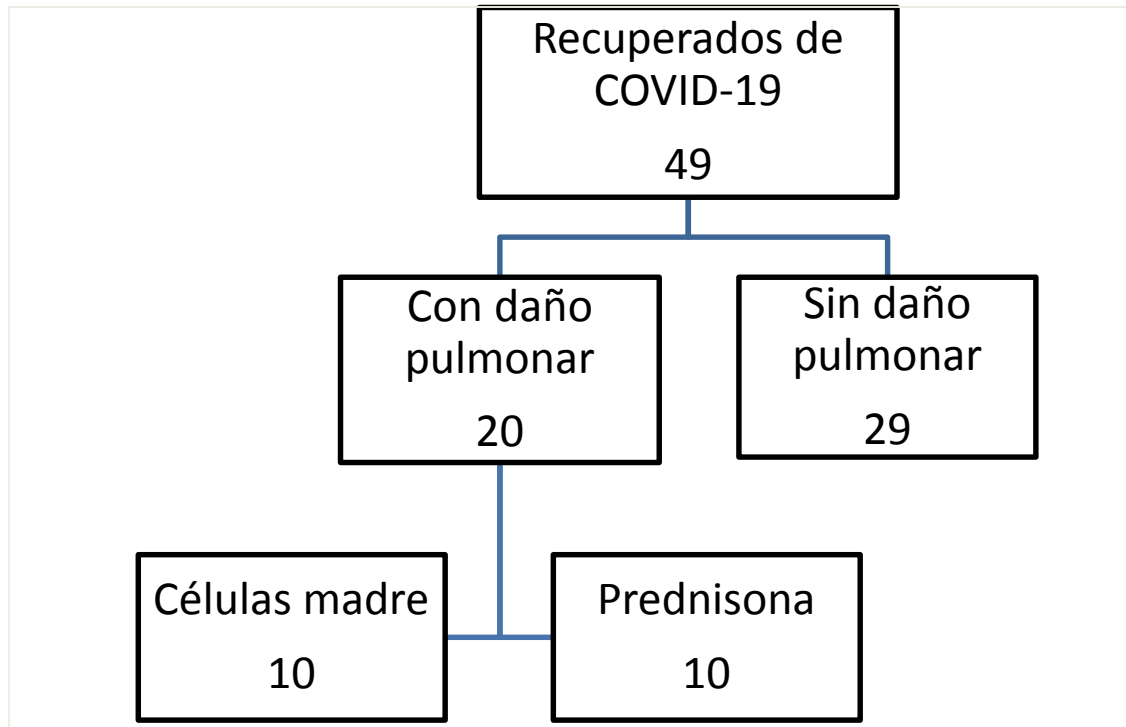 Recuperados de
COVID-19
49
Con daño
pulmonar
20
Sin daño
pulmonar
29
Células madre
10
Prednisona
10